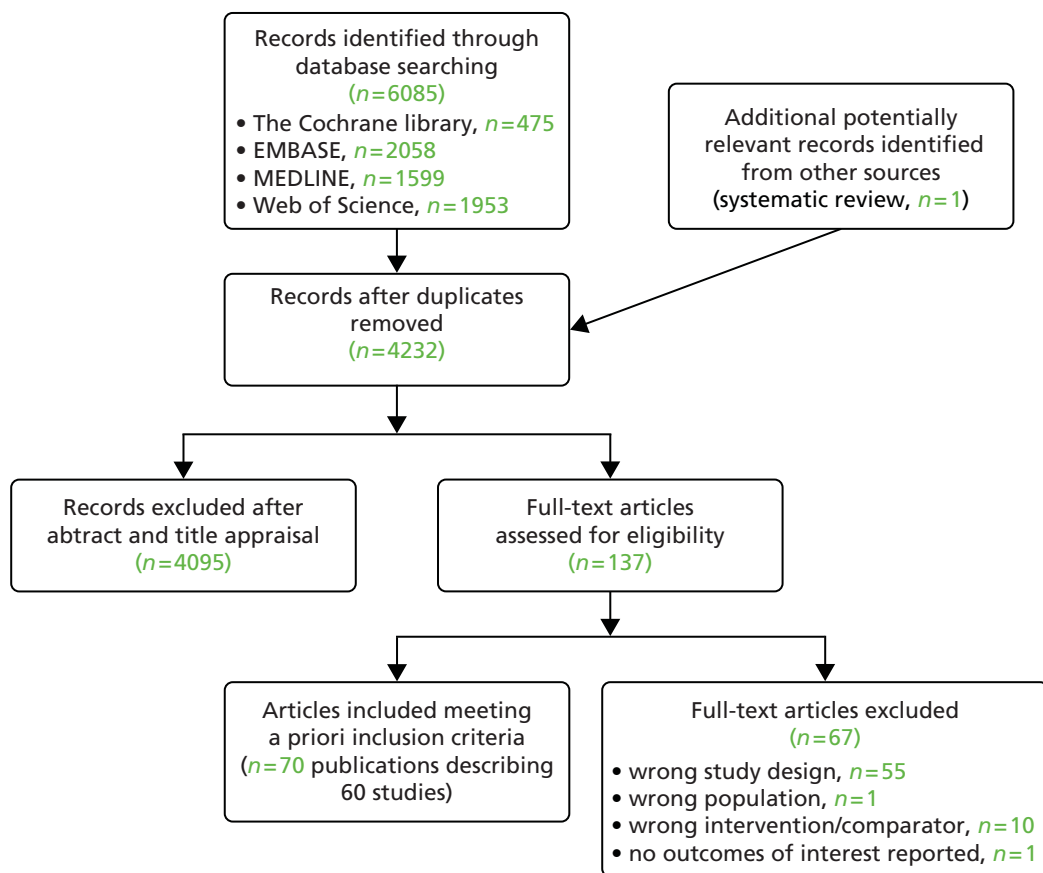 Records identified through
database searching
(n=6085)
• The Cochrane library, n=475
• EMBASE, n=2058
• MEDLINE, n=1599
• Web of Science, n=1953
Additional potentially
relevant records identified
from other sources
(systematic review, n=1)
Records after duplicates
removed
(n=4232)
Records excluded after
abtract and title appraisal
(n=4095)
Full-text articles
assessed for eligibility
(n=137)
Articles included meeting
a priori inclusion criteria
(n=70 publications describing
60 studies)
Full-text articles excluded
(n=67)
• wrong study design, n=55
• wrong population, n=1
• wrong intervention/comparator, n=10
• no outcomes of interest reported, n=1